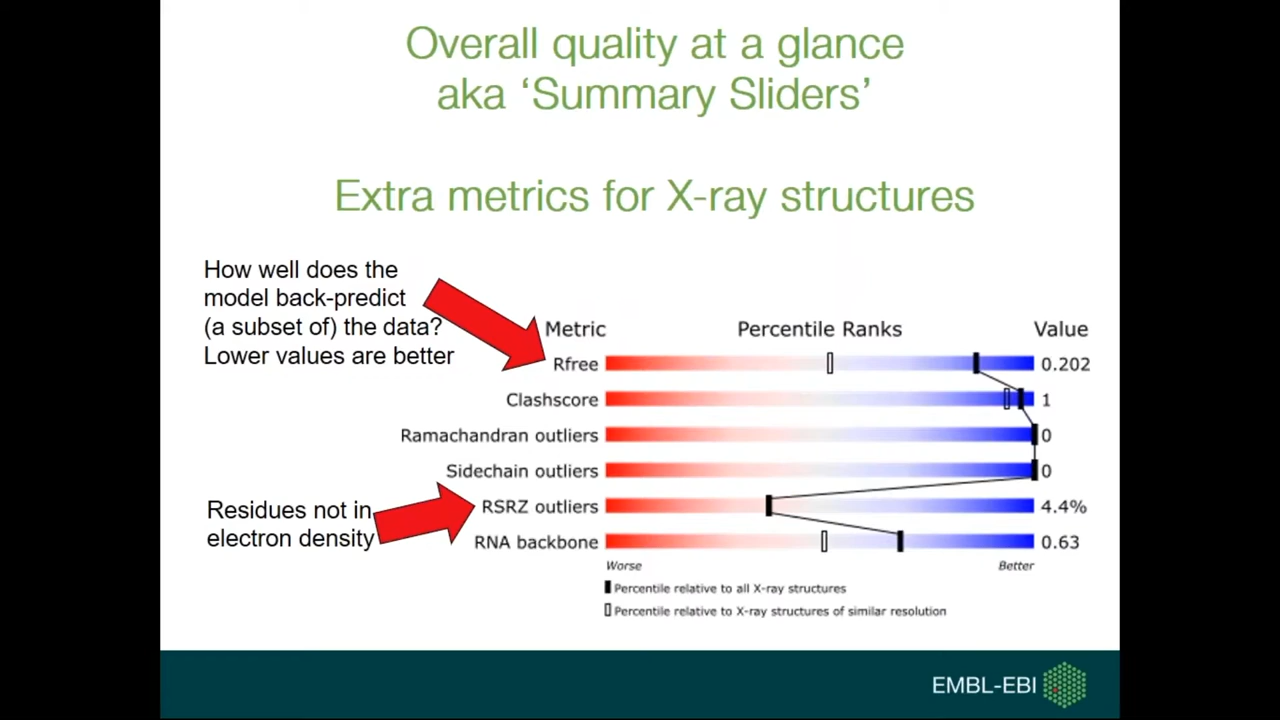 Overall quality at a glance
aka ‘Summary Sliders’
Extra metrics for X-ray structures
How well does the
model back-predict
(a subset of) the data?
Lower values are better
Metric Percentile Ranks Value
Rfree 0.202
Clashscore 1
Ramachandran outliers 0
Sidechain outliers 0
Residues not in
electron density
RSRZ outliers 4.4%
RNA backbone 0.63
Worse Better
Percentile relative to all X-ray structures
Percentile relative to X-ray structures of similar resolution
EMBL-EBI